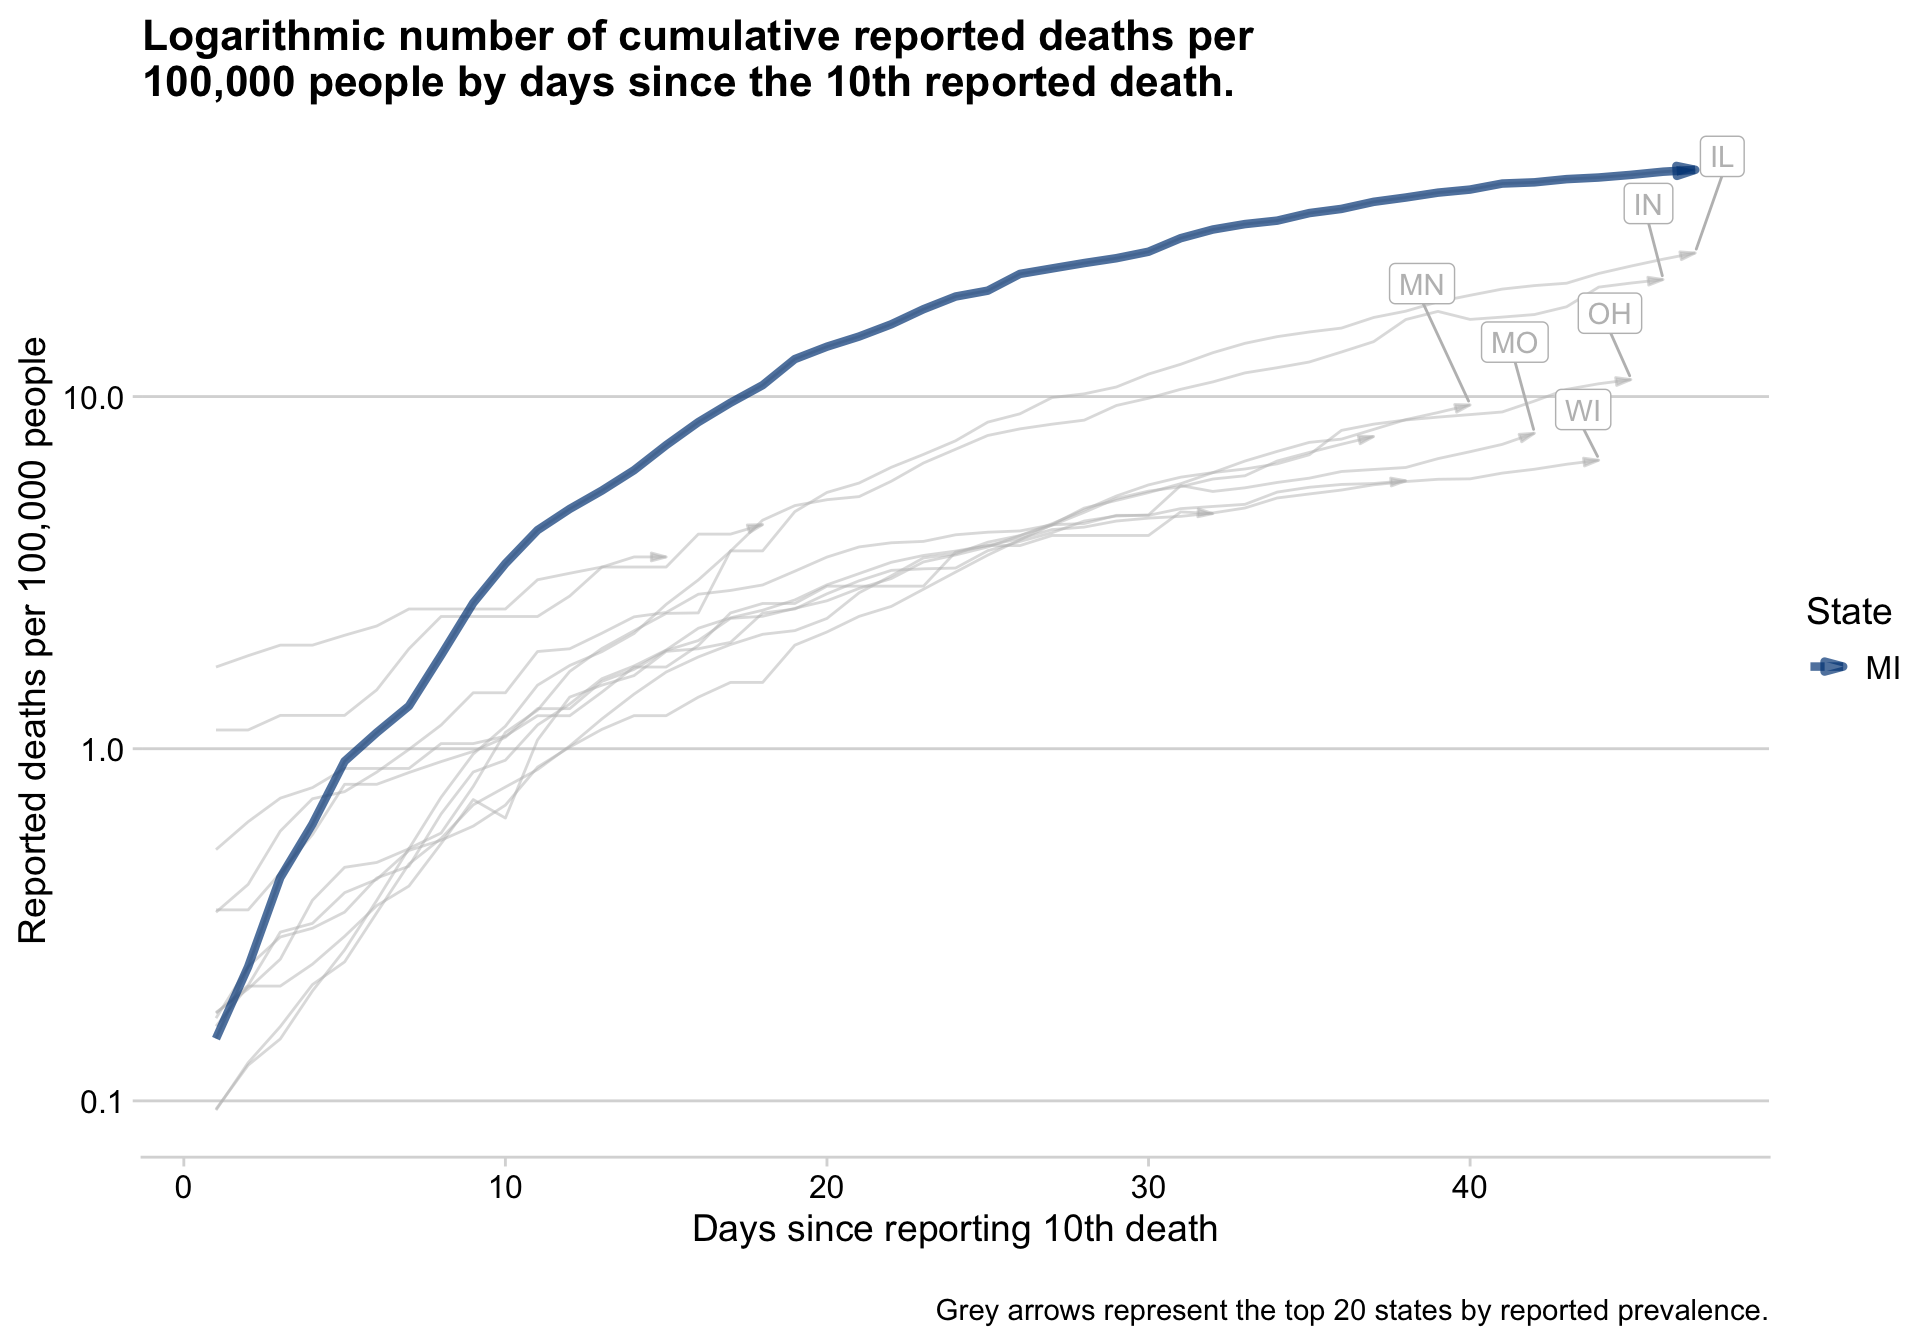 Logarithmic number of cumulative reported deaths per
100,000 people by days since the 10th reported death.
IL
IN
MN
OH
MO
WI
10.0
1.0
0.1
Reported deaths per 100,000 people
State
MI
0 10 20 30 40
Days since reporting 10th death
Grey arrows represent the top 20 states by reported prevalence.